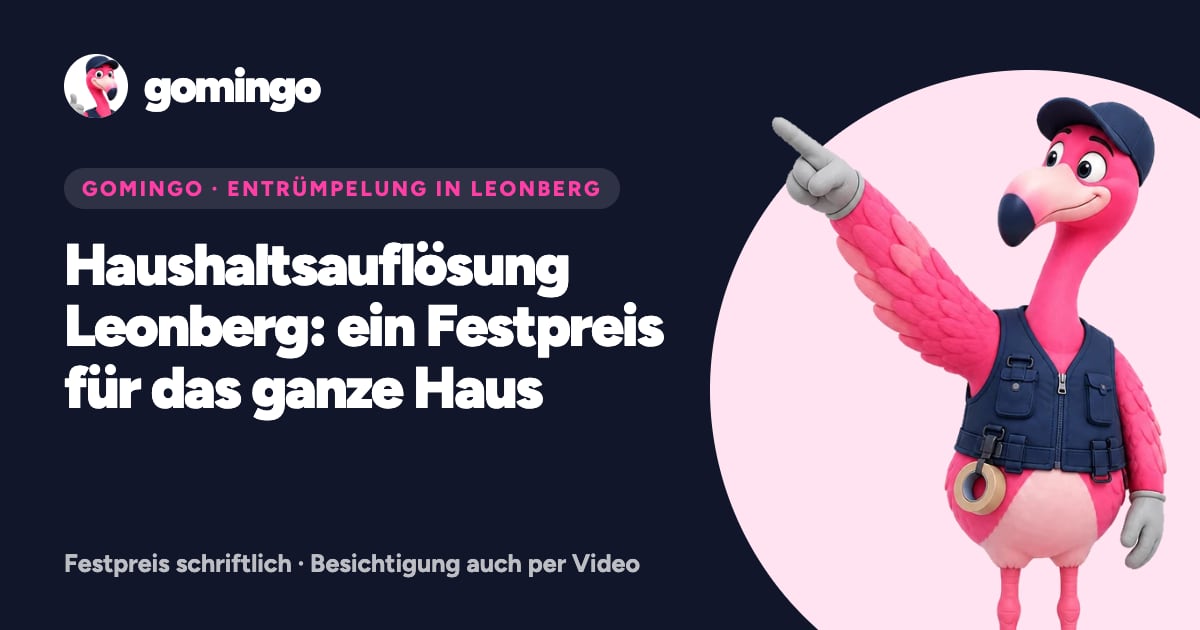 gomingo
GOMINGO · ENTRÜMPELUNG IN LEONBERG
Haushaltsauflösung
Leonberg: ein Festpreis
für das ganze Haus
Festpreis schriftlich · Besichtigung auch per Video